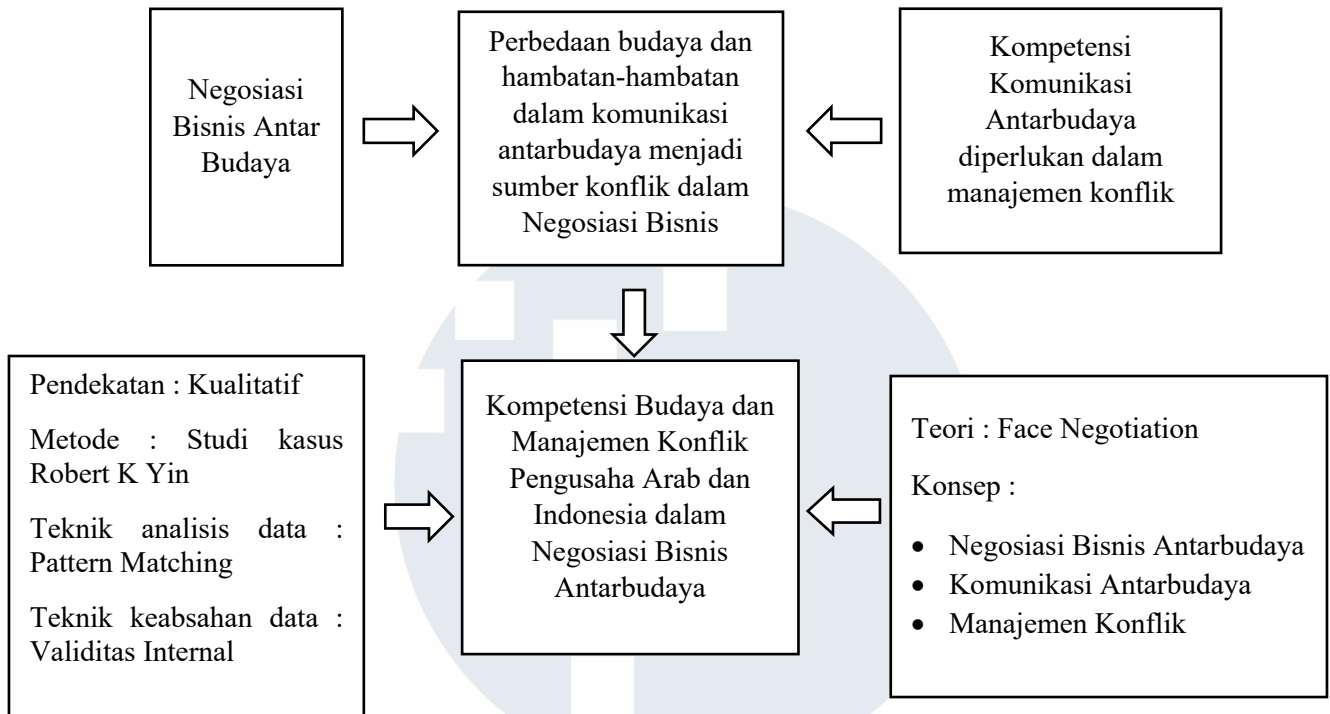 Negosiasi
Bisnis Antar
Budaya
Perbedaan budaya dan
hambatan-hambatan
dalam komunikasi
antarbudaya menjadi
sumber konflik dalam
Negosiasi Bisnis
Kompetensi
Komunikasi
Antarbudaya
diperlukan dalam
manajemen konflik
Pendekatan : Kualitatif
Metode : Studi kasus
Robert K Yin
Teknik analisis data :
Pattern Matching
Teknik keabsahan data :
Validitas Internal
Kompetensi Budaya dan
Manajemen Konflik
Pengusaha Arab dan
Indonesia dalam
Negosiasi Bisnis
Antarbudaya
Teori : Face Negotiation
Konsep :
• Negosiasi Bisnis Antarbudaya
• Komunikasi Antarbudaya
• Manajemen Konflik